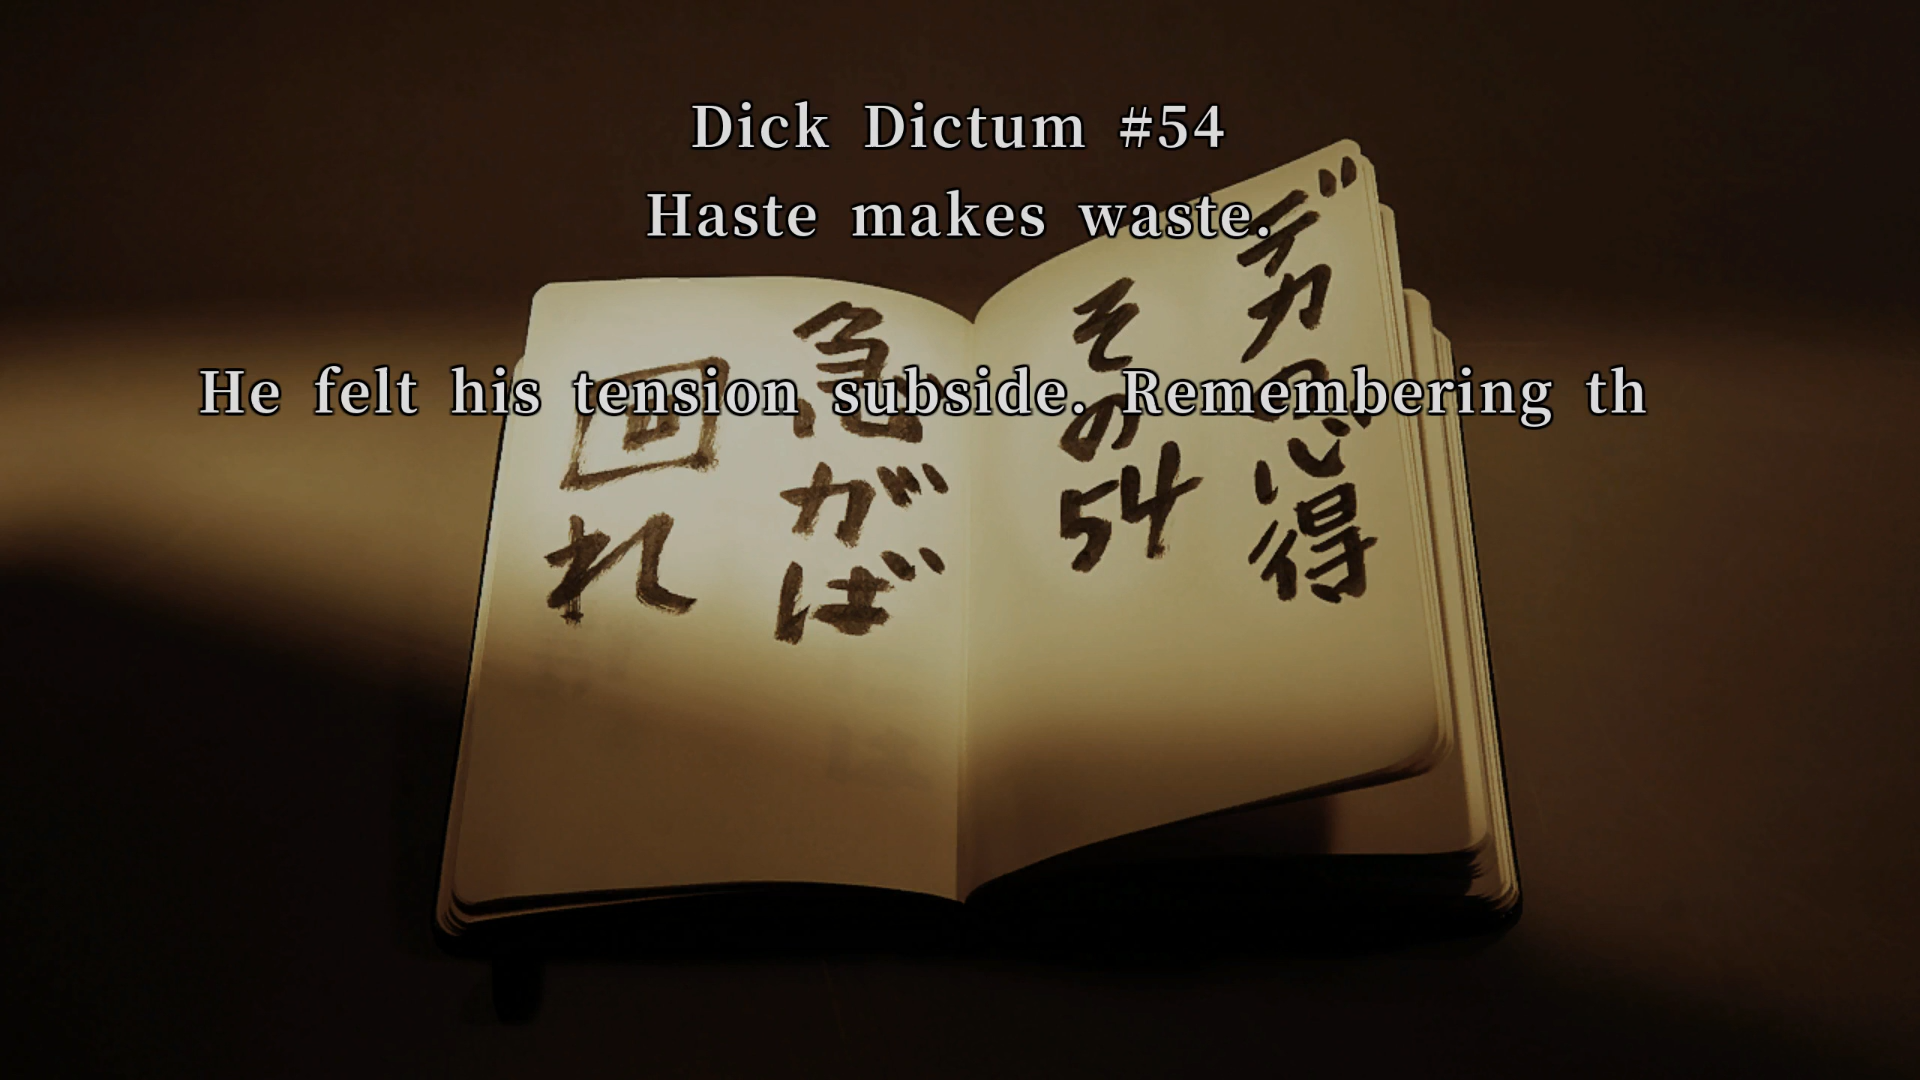 Dick Dictum #54
Haste makes waste.
He felt his tension subside. Remembering th
デカの心得
その54
急がば
回れ